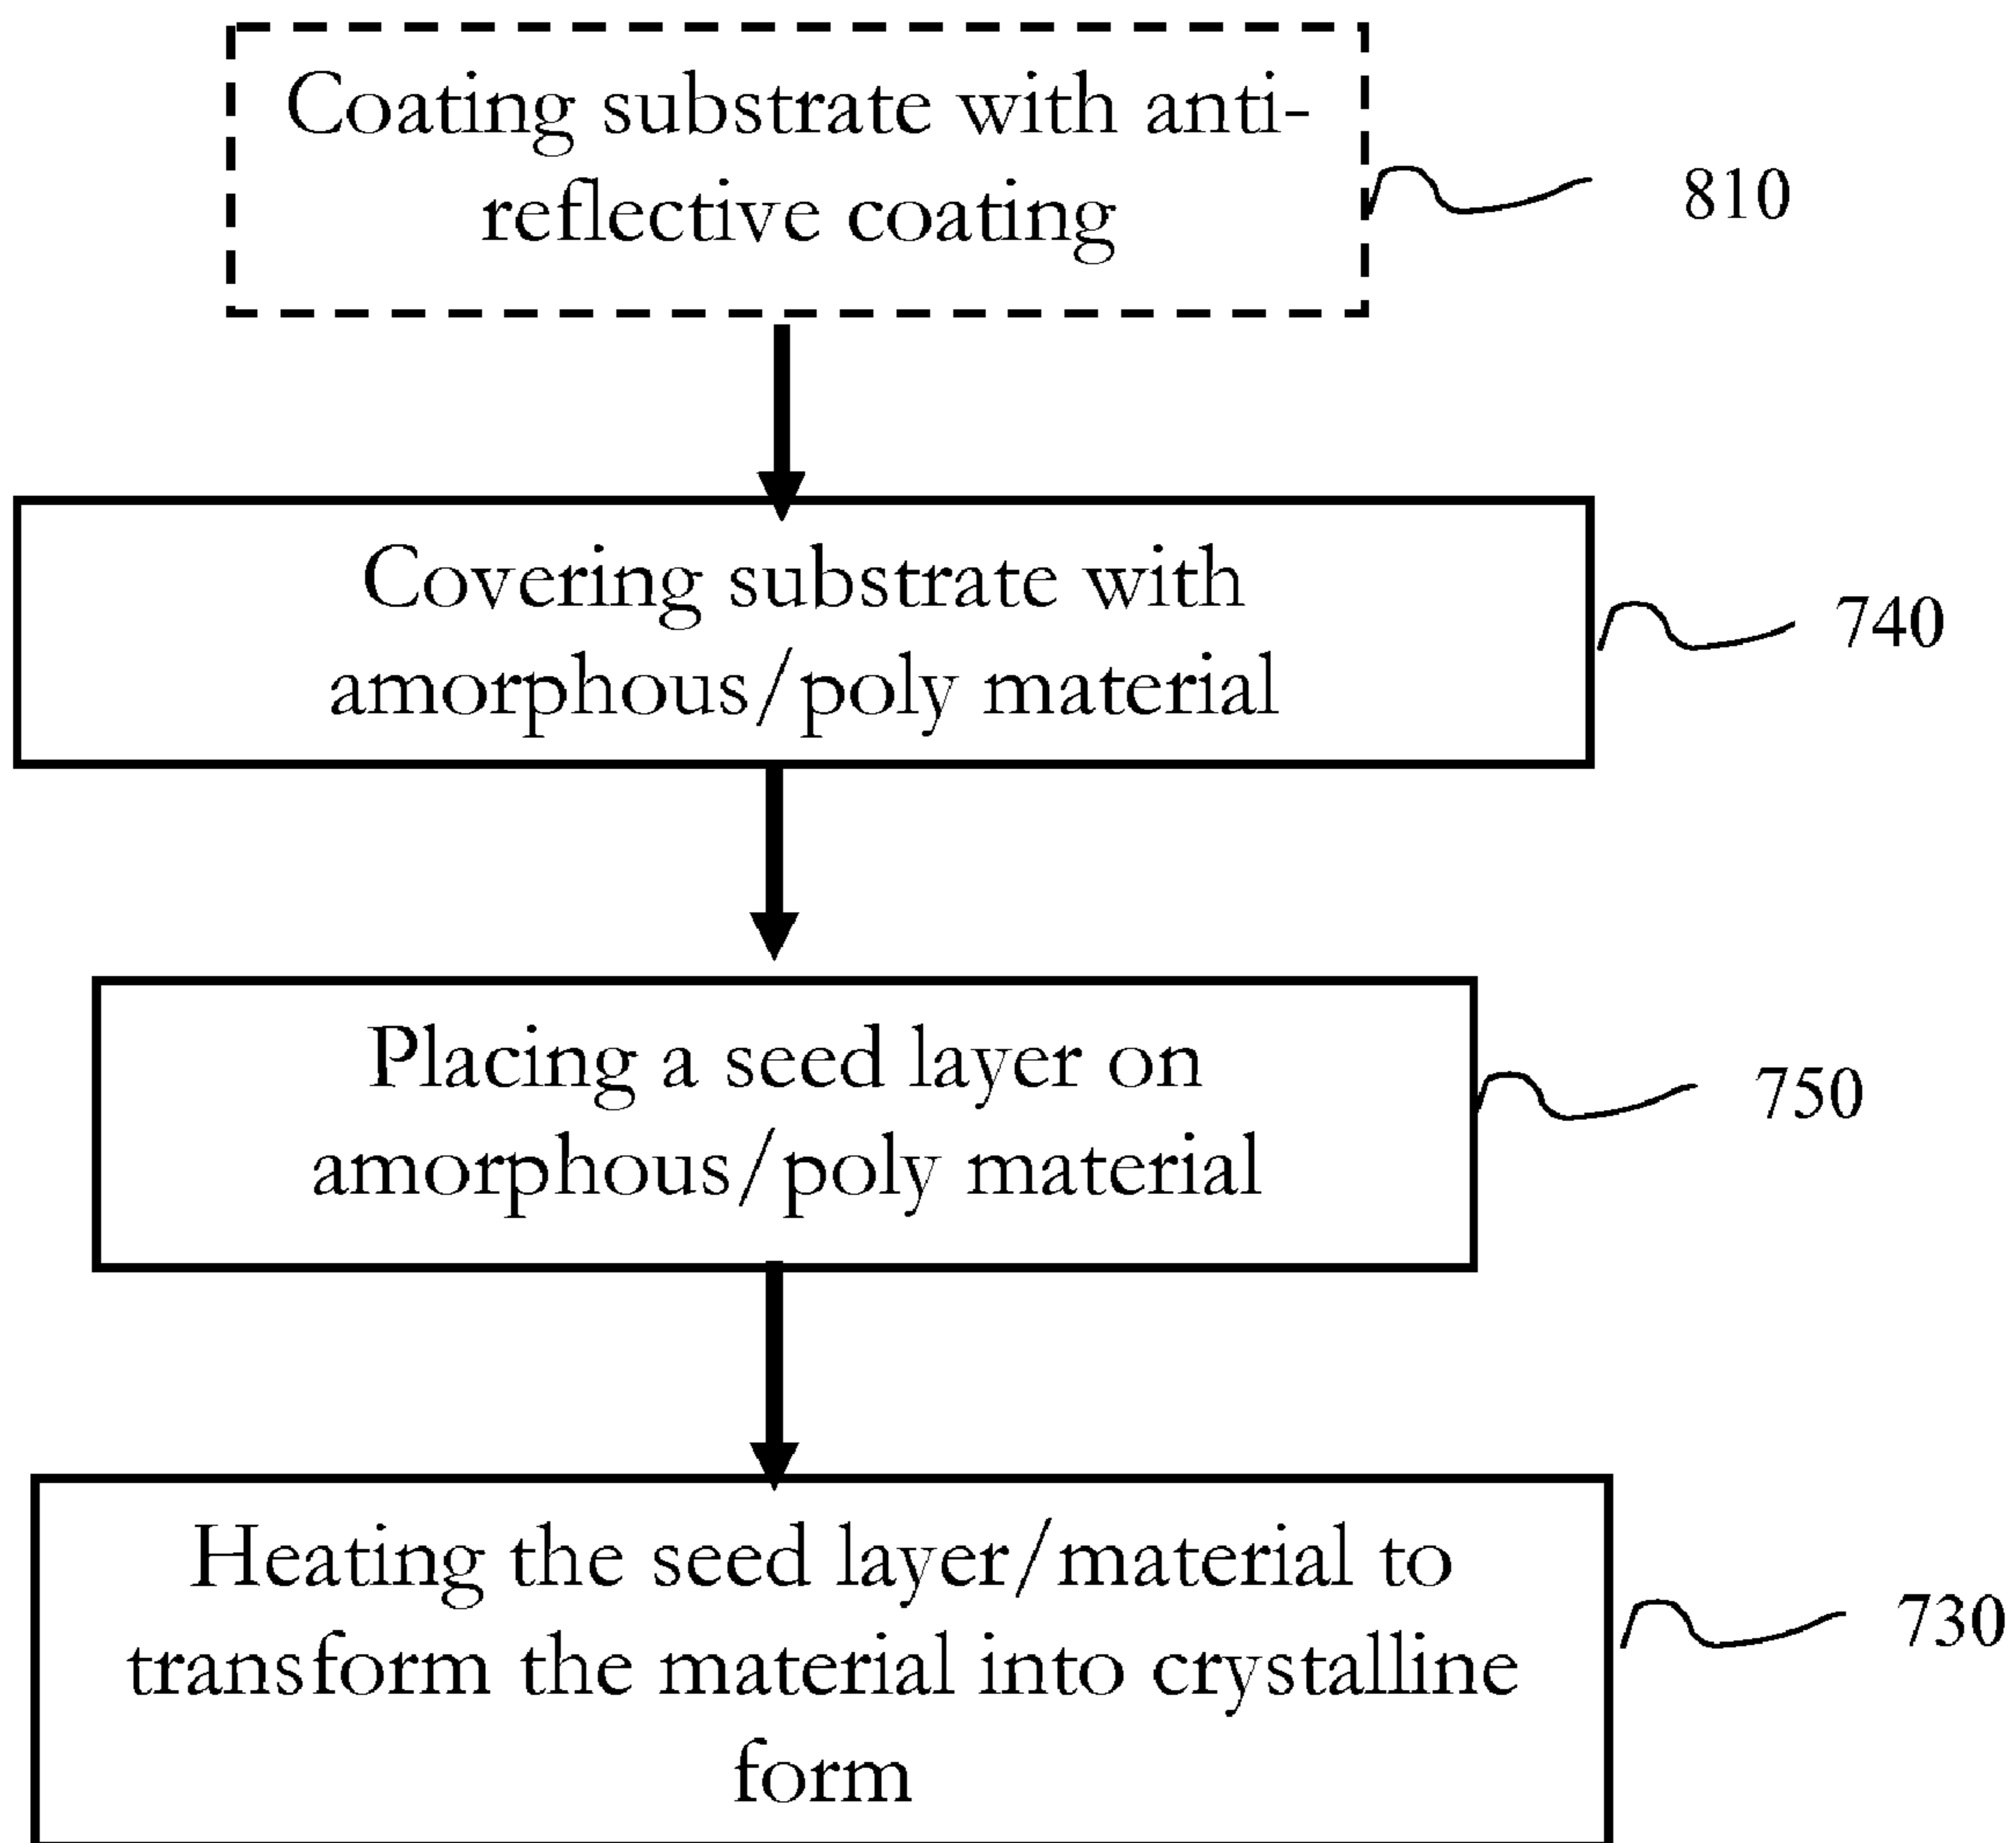 Coating substrate with anti-
reflective coating
810
Covering substrate with
amorphous/poly material
740
Placing a seed layer on
amorphous/poly material
750
Heating the seed layer/material to
transform the material into crystalline
form
730